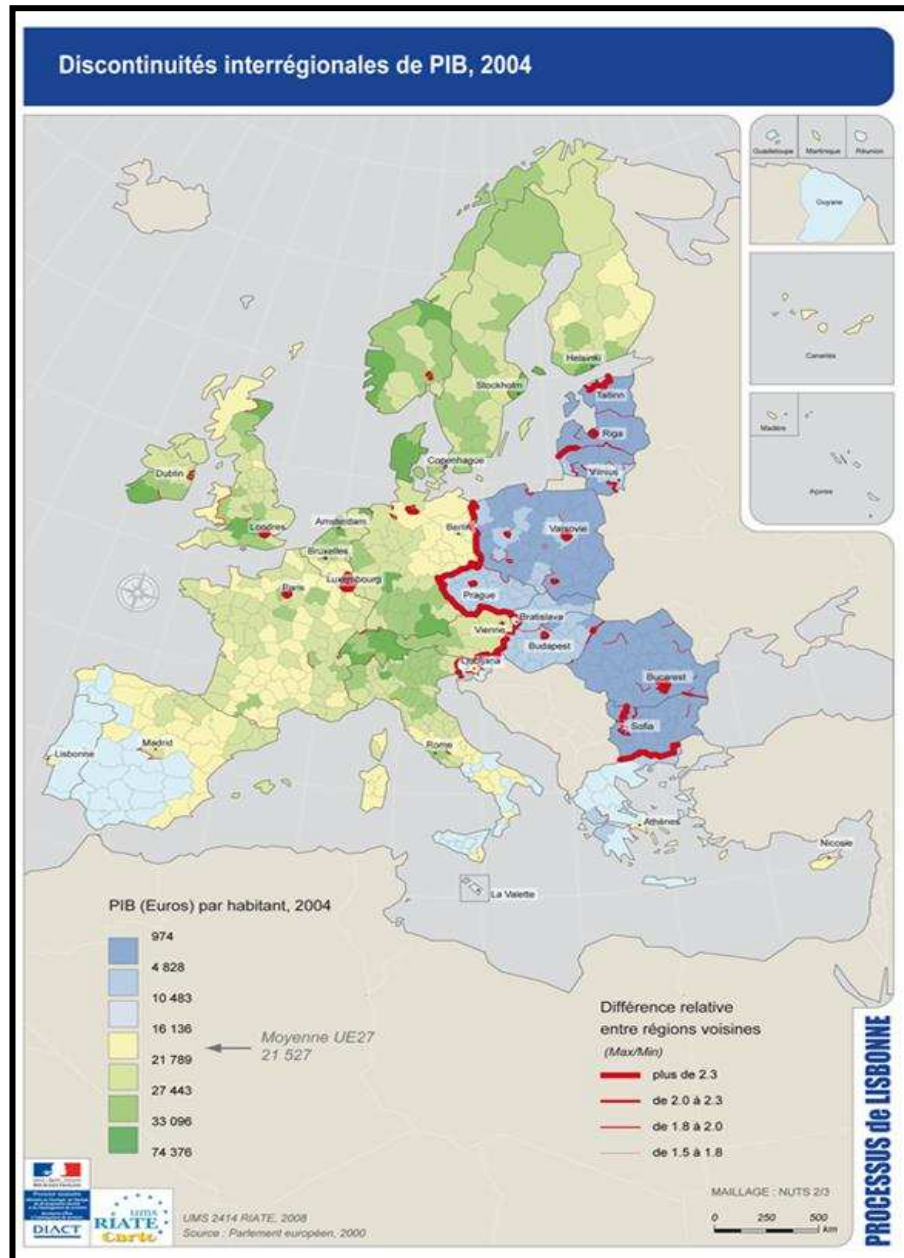 Discontinuités interrégionales de PIB, 2004
Guadeloupe
Martinique
Réunion
Guyane
Canaries
Madère
Açores
Helsinki
Stockholm
Tallinn
Riga
Vilnius
Copenhague
Dublin
Londres
Amsterdam
Berlin
Varsovie
Bruxelles
Paris
Luxembourg
Prague
Bratislava
Vienne
Budapest
Ljubljana
Bucarest
Sofia
Lisbonne
Madrid
Rome
Athènes
Nicosie
La Valette
PIB (Euros) par habitant, 2004
974
4 828
10 483
16 136
21 789
27 443
33 096
74 376
Moyenne UE27
21 527
Différence relative
entre régions voisines
(Max/Min)
plus de 2.3
de 2.0 à 2.3
de 1.8 à 2.0
de 1.5 à 1.8
MAILLAGE : NUTS 2/3
0 250 500
km
PROCESSUS de LISBONNE
DIACT
ums
RIATE
Carto
UMS 2414 RIATE, 2008
Source : Parlement européen, 2000